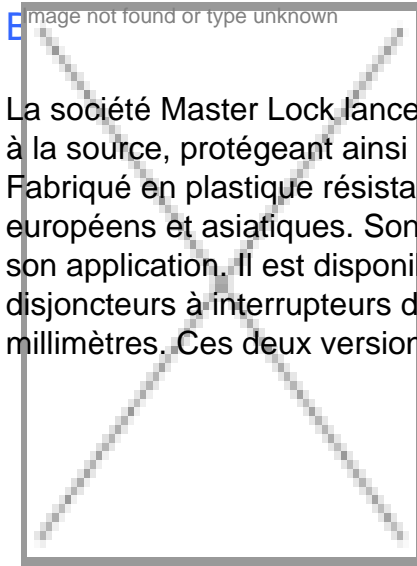 Image not found or type unknown
La société Master Lock lance
à la source, protégeant ainsi
Fabriqué en plastique résista
européens et asiatiques. Son
son application. Il est disponi
disjoncteurs à interrupteurs d
millimètres. Ces deux version